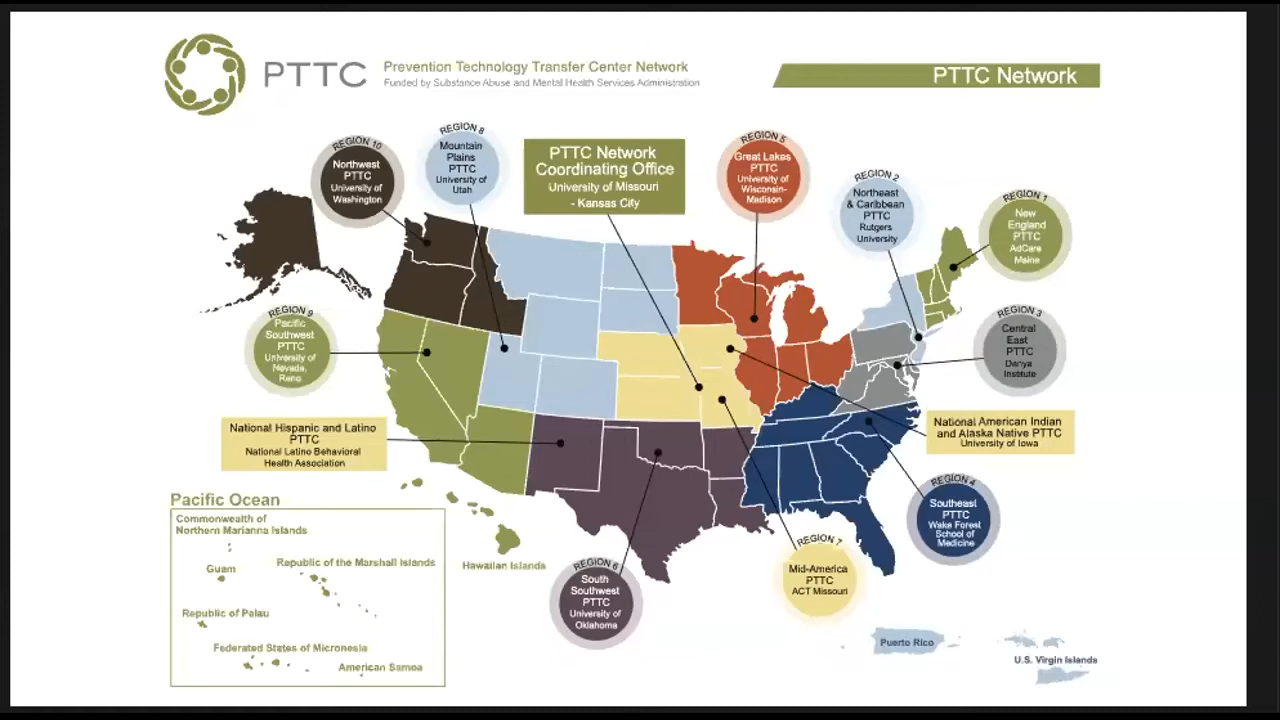 PTTC
Prevention Technology Transfer Center Network
Funded by Substance Abuse and Mental Health Services Administration
PTTC Network
REGION 10
Northwest
PTTC
University of
Washington
REGION 8
Mountain
Plains
PTTC
University of
Utah
PTTC Network
Coordinating Office
University of Missouri
- Kansas City
REGION 5
Great Lakes
PTTC
University of
Wisconsin-
Madison
REGION 2
Northeast
& Caribbean
PTTC
Rutgers
University
REGION 1
New
England
PTTC
AdCare
Maine
REGION 9
Pacific
Southwest
PTTC
University of
Nevada,
Reno
REGION 3
Central
East
PTTC
Danya
Institute
National Hispanic and Latino
PTTC
National Latino Behavioral
Health Association
National American Indian
and Alaska Native PTTC
University of Iowa
REGION 4
Southeast
PTTC
Wake Forest
School of
Medicine
Pacific Ocean
Commonwealth of
Northern Marianna Islands
Guam
Republic of the Marshall Islands
Republic of Palau
Federated States of Micronesia
American Samoa
Hawaiian Islands
REGION 6
South
Southwest
PTTC
University of
Oklahoma
REGION 7
Mid-America
PTTC
ACT Missouri
Puerto Rico
U.S. Virgin Islands